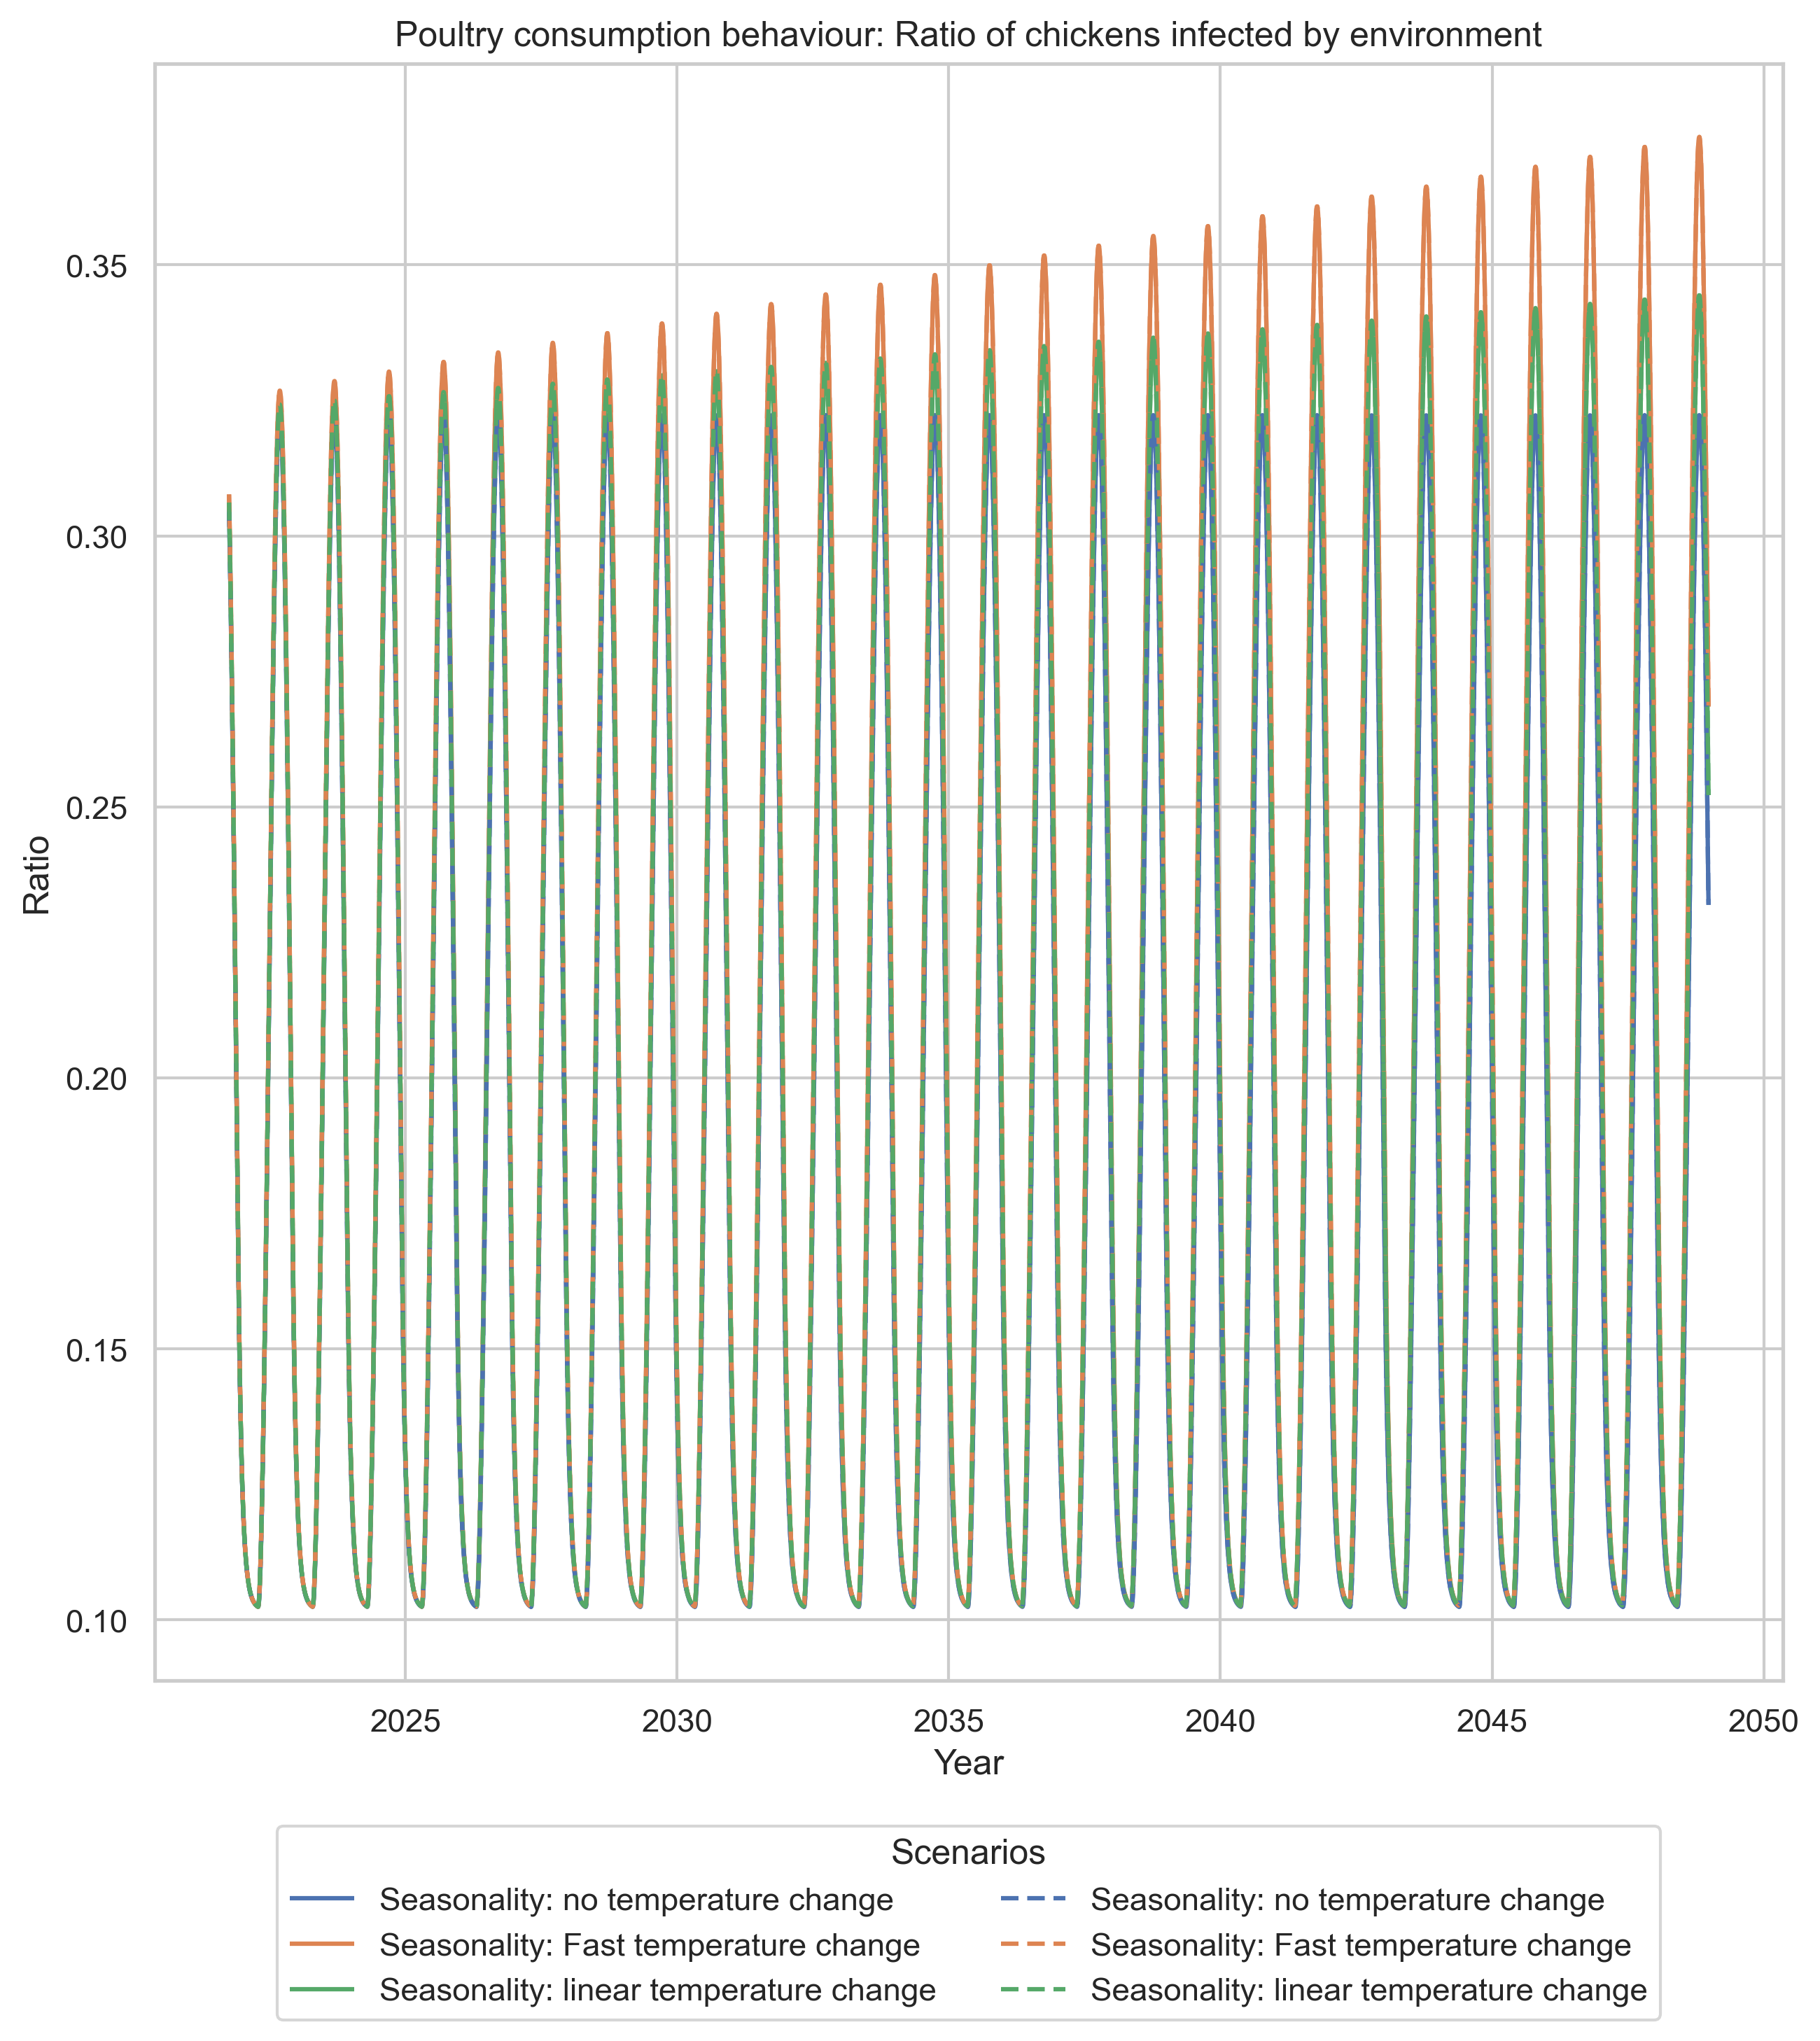 Poultry consumption behaviour: Ratio of chickens infected by environment
0.35
0.30
0.25
0.20
0.15
0.10
Ratio
2025 2030 2035 2040 2045 2050
Year
Scenarios
Seasonality: no temperature change Seasonality: no temperature change
Seasonality: Fast temperature change Seasonality: Fast temperature change
Seasonality: linear temperature change Seasonality: linear temperature change